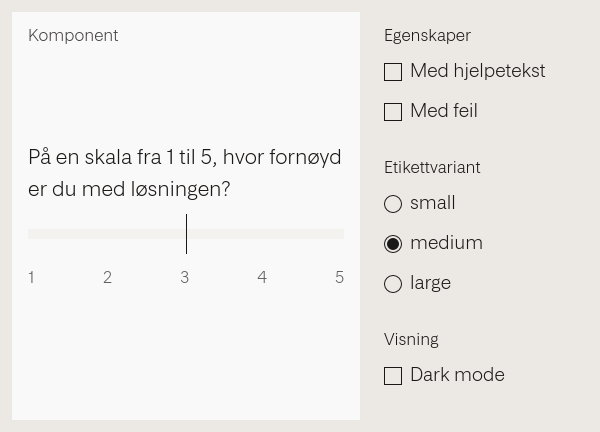 Komponent
På en skala fra 1 til 5, hvor fornøyd
er du med løsningen?
1 2 3 4 5
Egenskaper
Med hjelpetekst
Med feil
Etikettvariant
small
medium
large
Visning
Dark mode